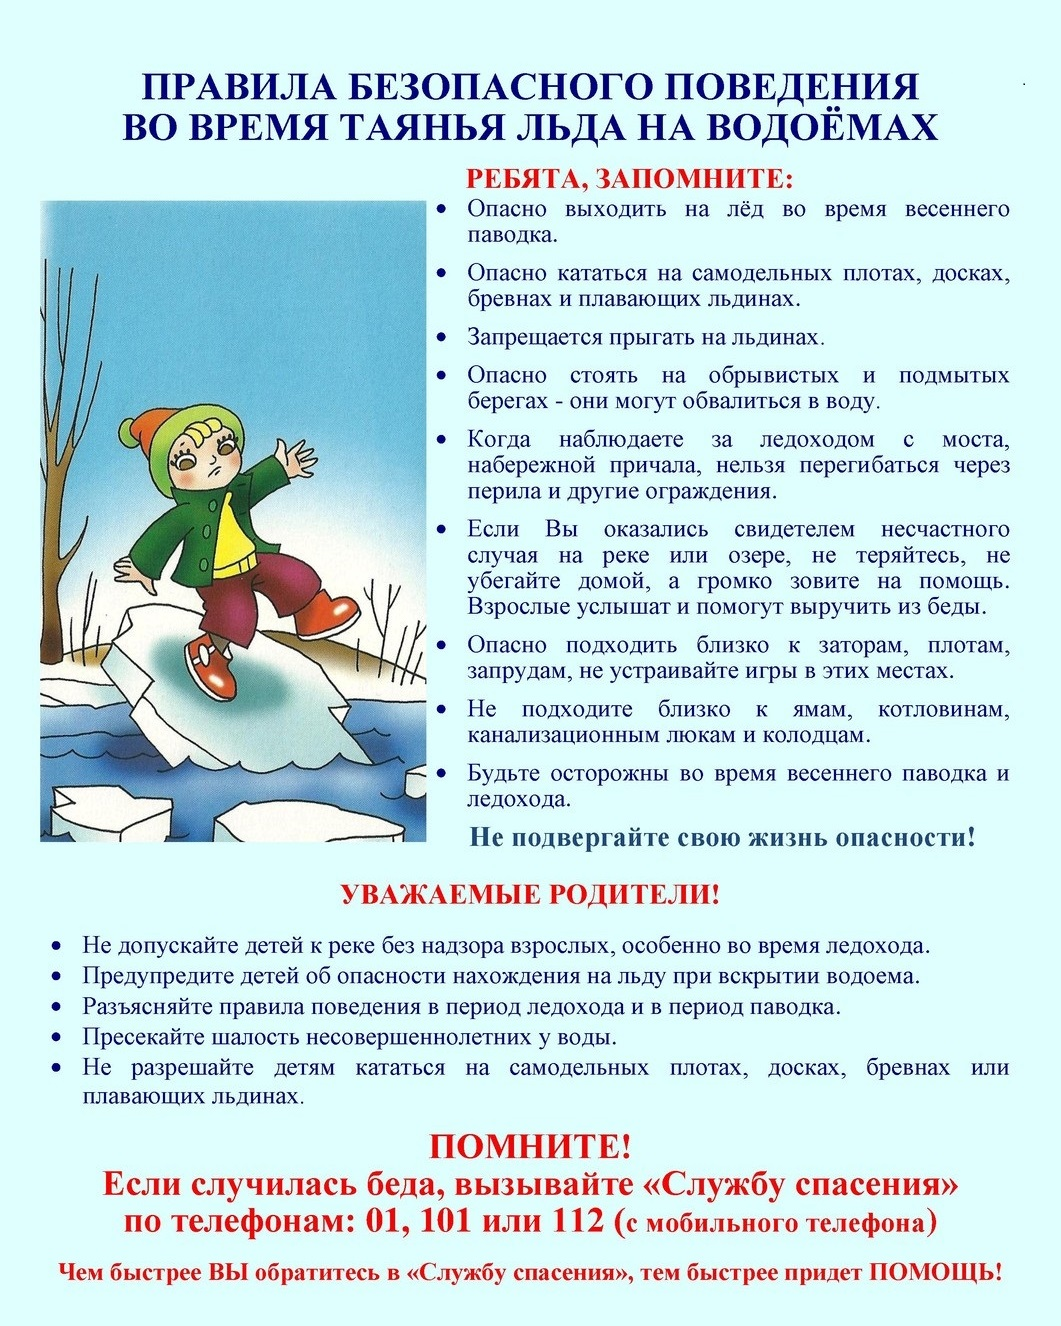 ПРАВИЛА БЕЗОПАСНОГО ПОВЕДЕНИЯ
ВО ВРЕМЯ ТАЯНЬЯ ЛЬДА НА ВОДОЁМАХ
РЕБЯТА, ЗАПОМНИТЕ:
• Опасно выходить на лёд во время весеннего
паводка.
• Опасно кататься на самодельных плотах, досках,
бревнах и плавающих льдинах.
• Запрещается прыгать на льдинах.
• Опасно стоять на обрывистых и подмытых
берегах - они могут обвалиться в воду.
• Когда наблюдаете за ледоходом с моста,
набережной причала, нельзя перегибаться через
перила и другие ограждения.
• Если Вы оказались свидетелем несчастного
случая на реке или озере, не теряйтесь, не
убегайте домой, а громко зовите на помощь.
Взрослые услышат и помогут выручить из беды.
• Опасно подходить близко к заторам, плотам,
запрудам, не устраивайте игры в этих местах.
• Не подходите близко к ямам, котловинам,
канализационным люкам и колодцам.
• Будьте осторожны во время весеннего паводка и
ледохода.
Не подвергайте свою жизнь опасности!
УВАЖАЕМЫЕ РОДИТЕЛИ!
• Не допускайте детей к реке без надзора взрослых, особенно во время ледохода.
• Предупредите детей об опасности нахождения на льду при вскрытии водоема.
• Разъясняйте правила поведения в период ледохода и в период паводка.
• Пресекайте шалость несовершеннолетних у воды.
• Не разрешайте детям кататься на самодельных плотах, досках, бревнах или
плавающих льдинах.
ПОМНИТЕ!
Если случилась беда, вызывайте «Службу спасения»
по телефонам: 01, 101 или 112 (с мобильного телефона)
Чем быстрее ВЫ обратитесь в «Службу спасения», тем быстрее придет ПОМОЩЬ!